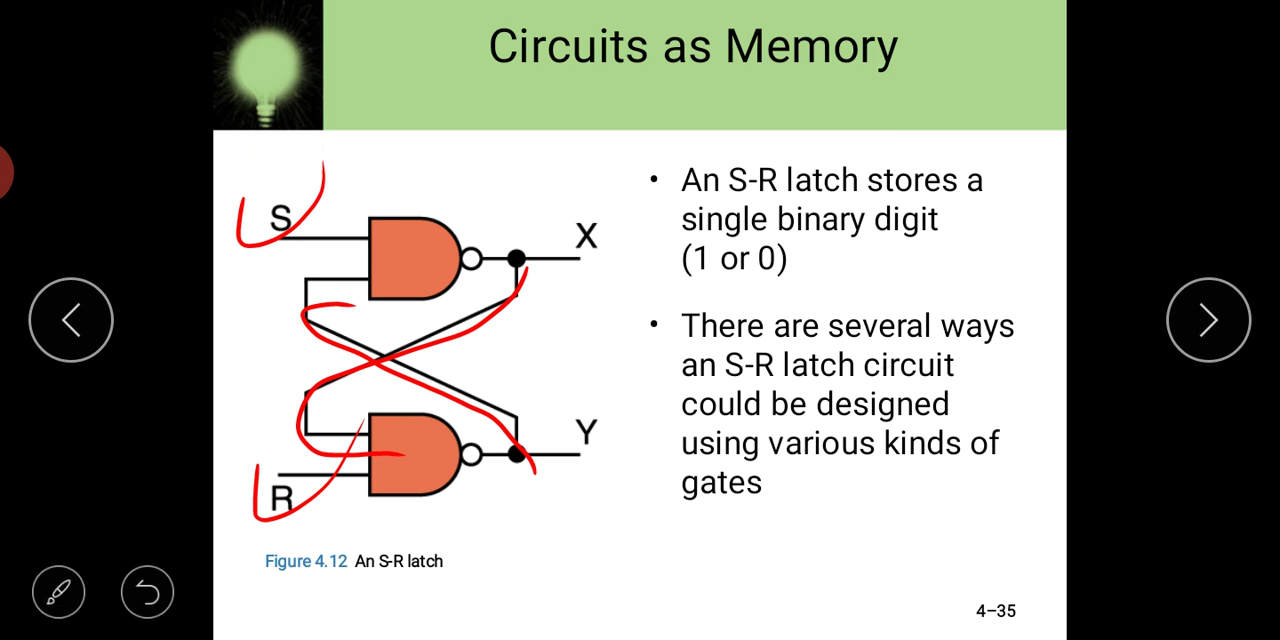 Circuits as Memory
S
X
Y
R
Figure 4.12 An S-R latch
• An S-R latch stores a
single binary digit
(1 or 0)
• There are several ways
an S-R latch circuit
could be designed
using various kinds of
gates
4–35